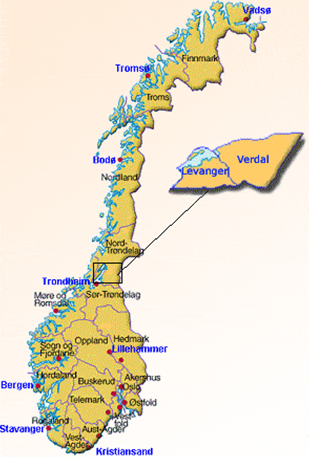 Vadsø
Finnmark
Tromsø
Troms
Bodø
Nordland
Verdal
Levanger
Nord-
Trøndelag
Trondheim
Sør-Trøndelag
Møre og
Romsdal
Oppland
Hedmark
Lillehammer
Sogn og
Fjordane
Hordaland
Buskerud
Akershus
Oslo
Bergen
Telemark
Østfold
Vestfold
Rogaland
Stavanger
Aust-Agder
Vest-
Agder
Kristiansand